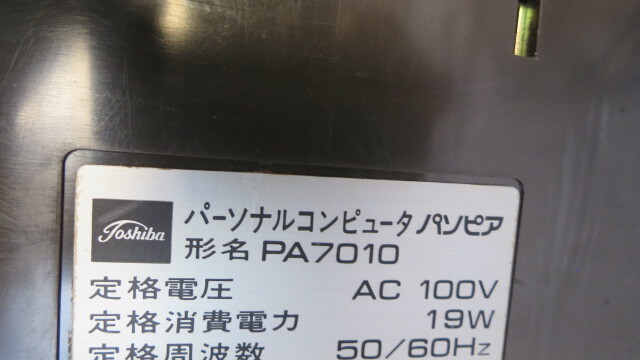 Toshiba
パーソナルコンピュータ パソピア
形名 PA7010
定格電圧 AC 100V
定格消費電力 19W
定格周波数 50/60Hz